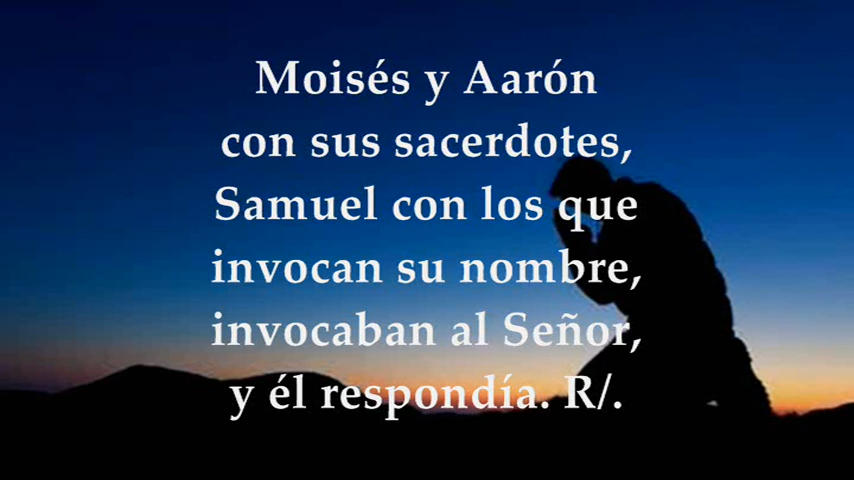 Moisés y Aarón
con sus sacerdotes,
Samuel con los que
invocan su nombre,
invocaban al Señor,
y él respondía. R/.